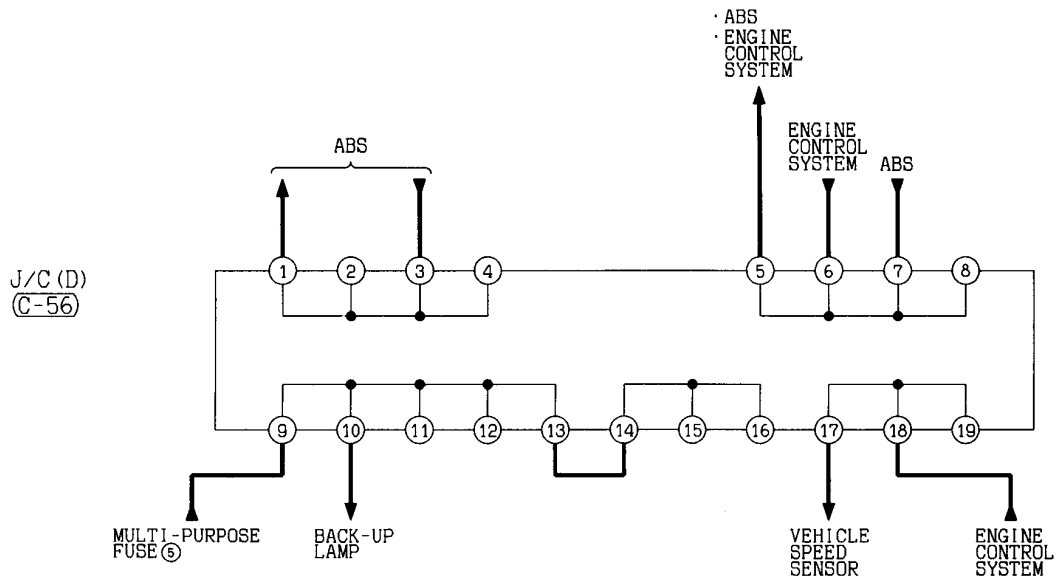 · ABS
· ENGINE
CONTROL
SYSTEM
ENGINE
CONTROL
SYSTEM
ABS
ABS
J/C (D)
C-56
1 2 3 4 5 6 7 8
9 10 11 12 13 14 15 16 17 18 19
MULTI-PURPOSE
FUSE ⑤
BACK-UP
LAMP
VEHICLE
SPEED
SENSOR
ENGINE
CONTROL
SYSTEM